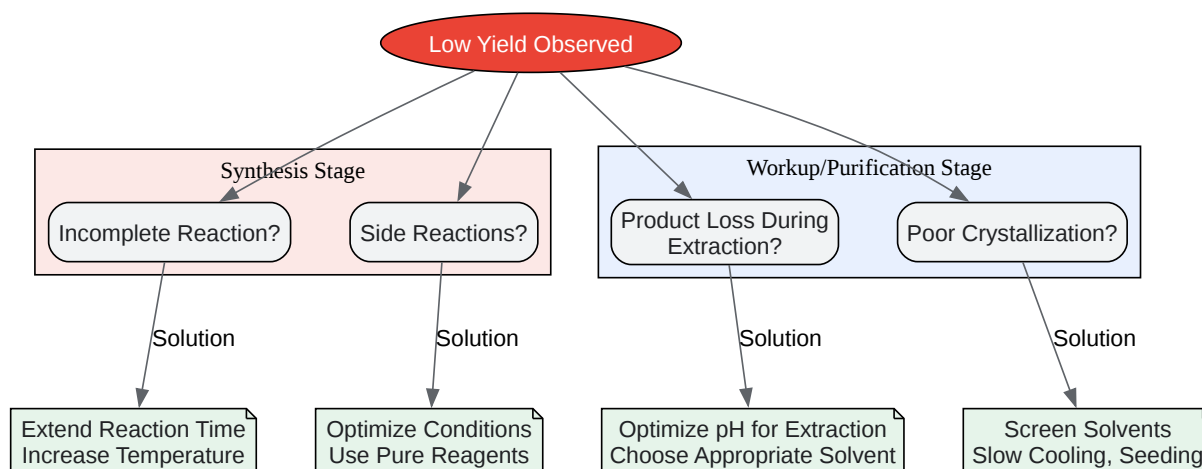 Low Yield Observed
Synthesis Stage
Workup/Purification Stage
Incomplete Reaction?
Side Reactions?
Product Loss During
Extraction?
Poor Crystallization?
Solution
Solution
Solution
Solution
Extend Reaction Time
Increase Temperature
Optimize Conditions
Use Pure Reagents
Optimize pH for Extraction
Choose Appropriate Solvent
Screen Solvents
Slow Cooling, Seeding